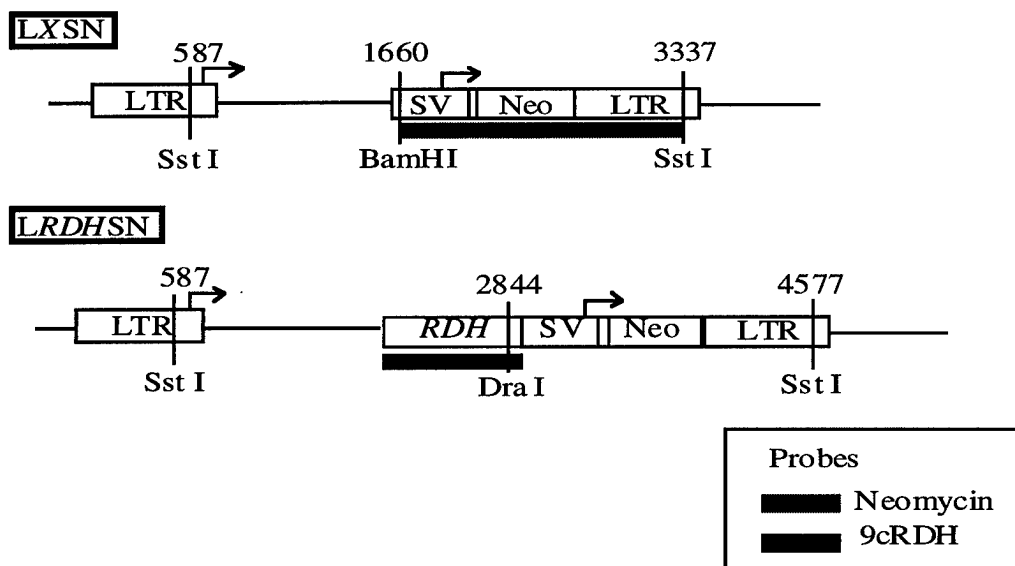 LXSN
587 1660 3337
LTR SV Neo LTR
Sst I BamHI Sst I
LRDHSN
587 2844 4577
LTR RDH SV Neo LTR
Sst I Dra I Sst I
Probes
Neomycin
9cRDH